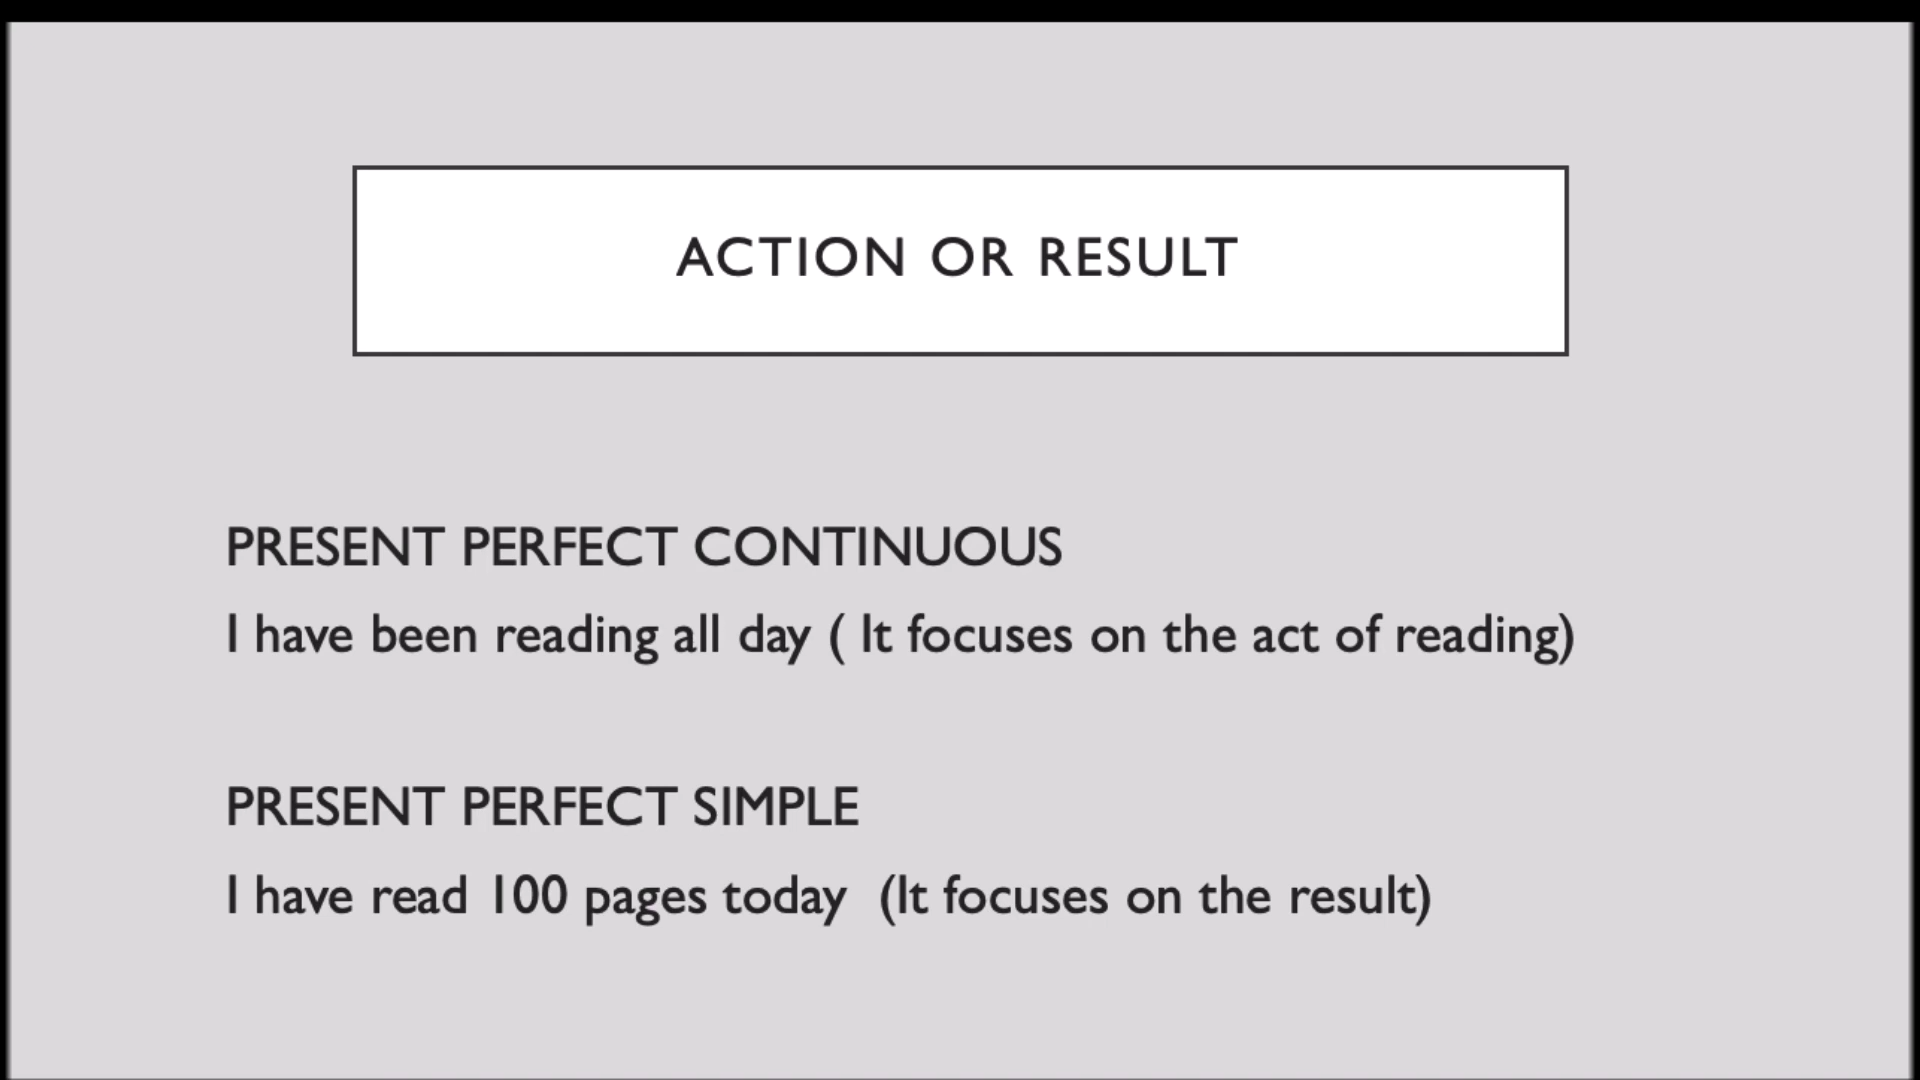 ACTION OR RESULT
PRESENT PERFECT CONTINUOUS
I have been reading all day ( It focuses on the act of reading)
PRESENT PERFECT SIMPLE
I have read 100 pages today  (It focuses on the result)